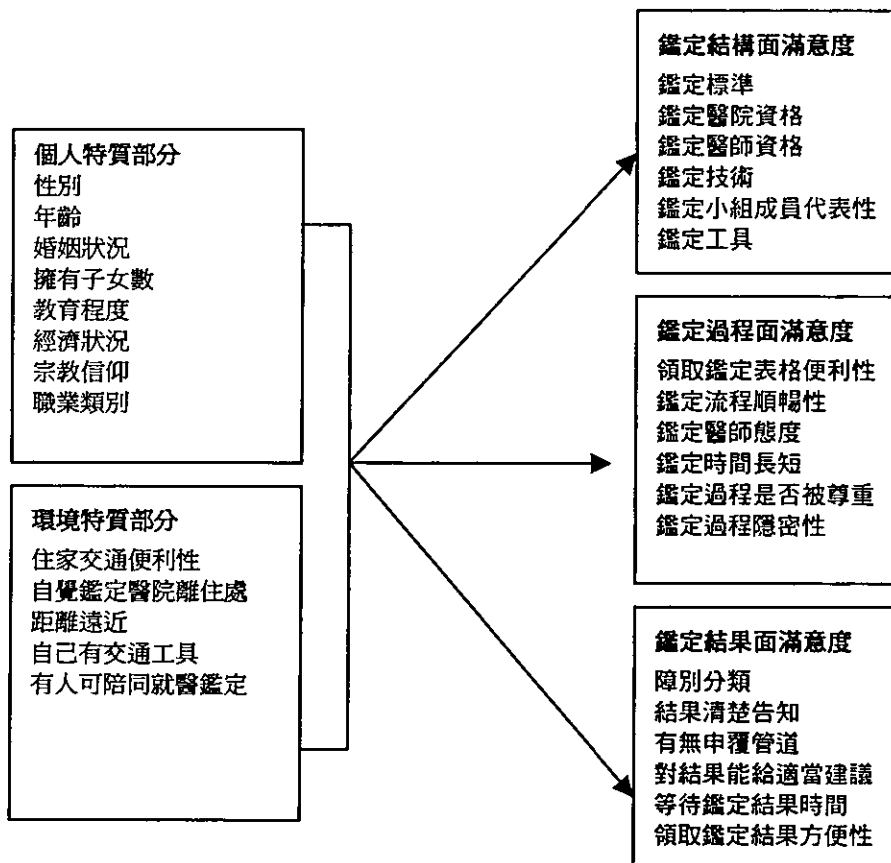 個人特質部分
性別
年齡
婚姻狀況
擁有子女數
教育程度
經濟狀況
宗教信仰
職業類別
環境特質部分
住家交通便利性
自覺鑑定醫院離住處
距離遠近
自己有交通工具
有人可陪同就醫鑑定
鑑定結構面滿意度
鑑定標準
鑑定醫院資格
鑑定醫師資格
鑑定技術
鑑定小組成員代表性
鑑定工具
鑑定過程面滿意度
領取鑑定表格便利性
鑑定流程順暢性
鑑定醫師態度
鑑定時間長短
鑑定過程是否被尊重
鑑定過程隱密性
鑑定結果面滿意度
障別分類
結果清楚告知
有無申覆管道
對結果能給適當建議
等待鑑定結果時間
領取鑑定結果方便性